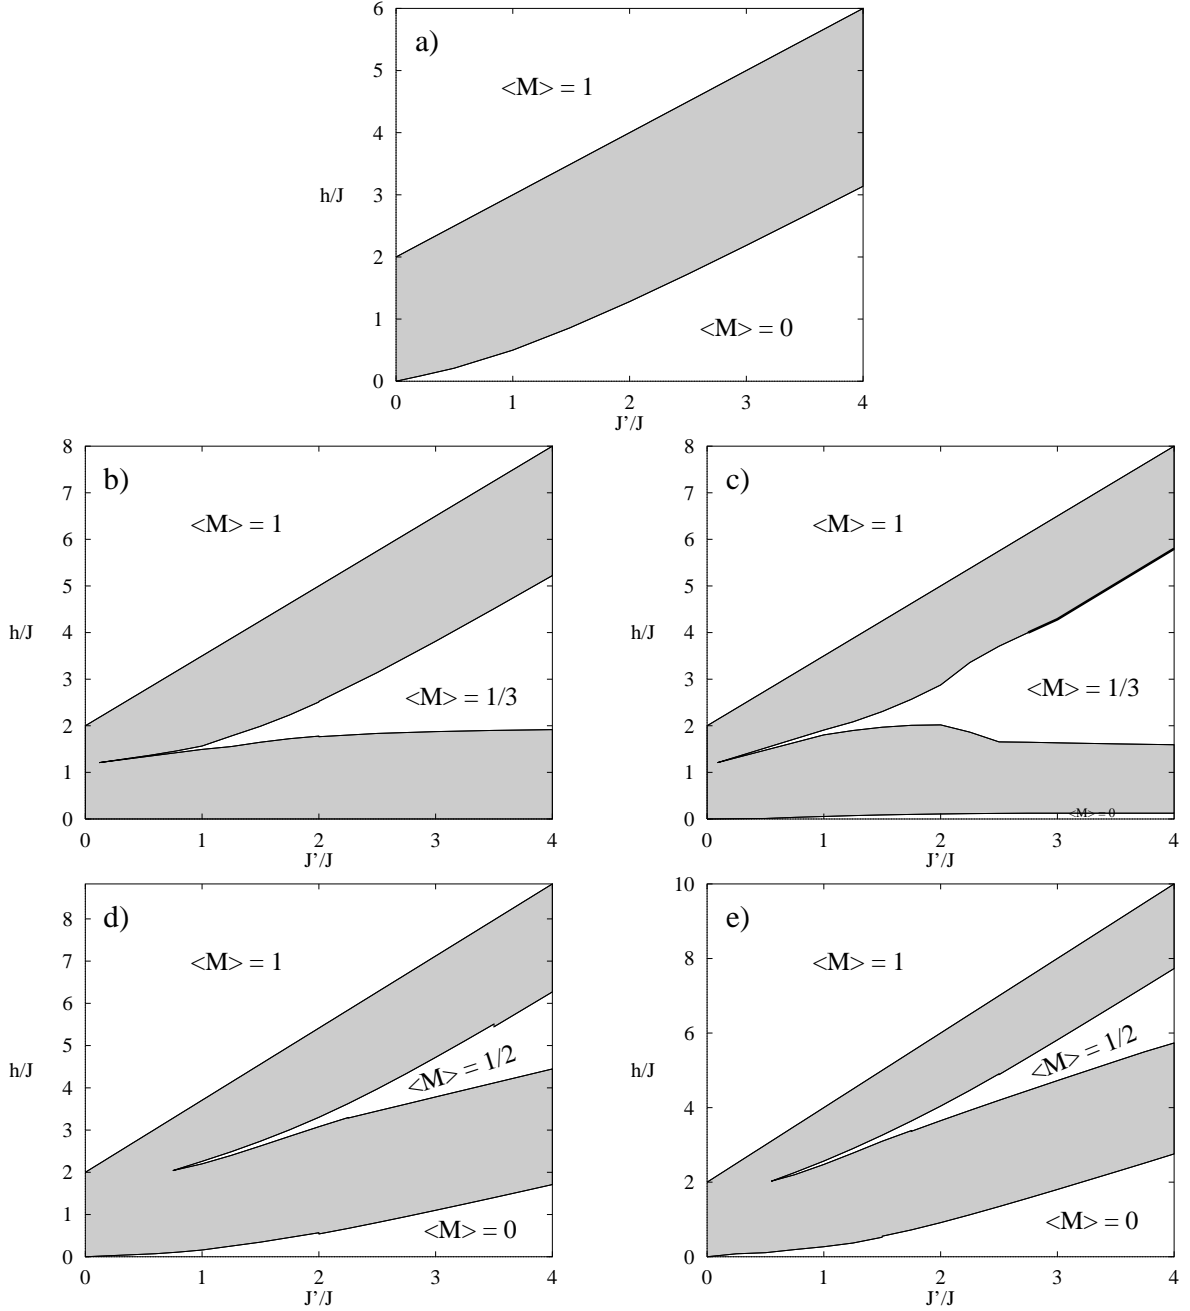 a)
<M> = 1
<M> = 0
h/J
6
5
4
3
2
1
0
0 1 2 3 4
J'/J
b)
<M> = 1
<M> = 1/3
h/J
8
7
6
5
4
3
2
1
0
0 1 2 3 4
J'/J
c)
<M> = 1
<M> = 1/3
<M> = 0
h/J
8
7
6
5
4
3
2
1
0
0 1 2 3 4
J'/J
d)
<M> = 1
<M> = 1/2
<M> = 0
h/J
8
7
6
5
4
3
2
1
0
0 1 2 3 4
J'/J
e)
<M> = 1
<M> = 1/2
<M> = 0
h/J
10
8
6
4
2
0
0 1 2 3 4
J'/J